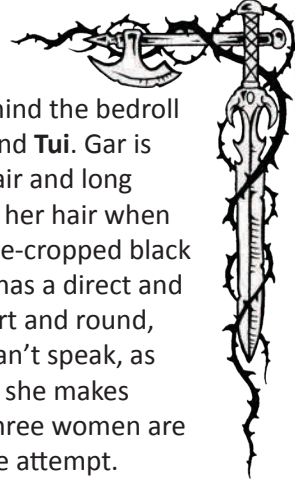 hind the bedroll
nd Tui. Gar is
air and long
her hair when
e-cropped black
has a direct and
rt and round,
an't speak, as
she makes
hree women are
e attempt.